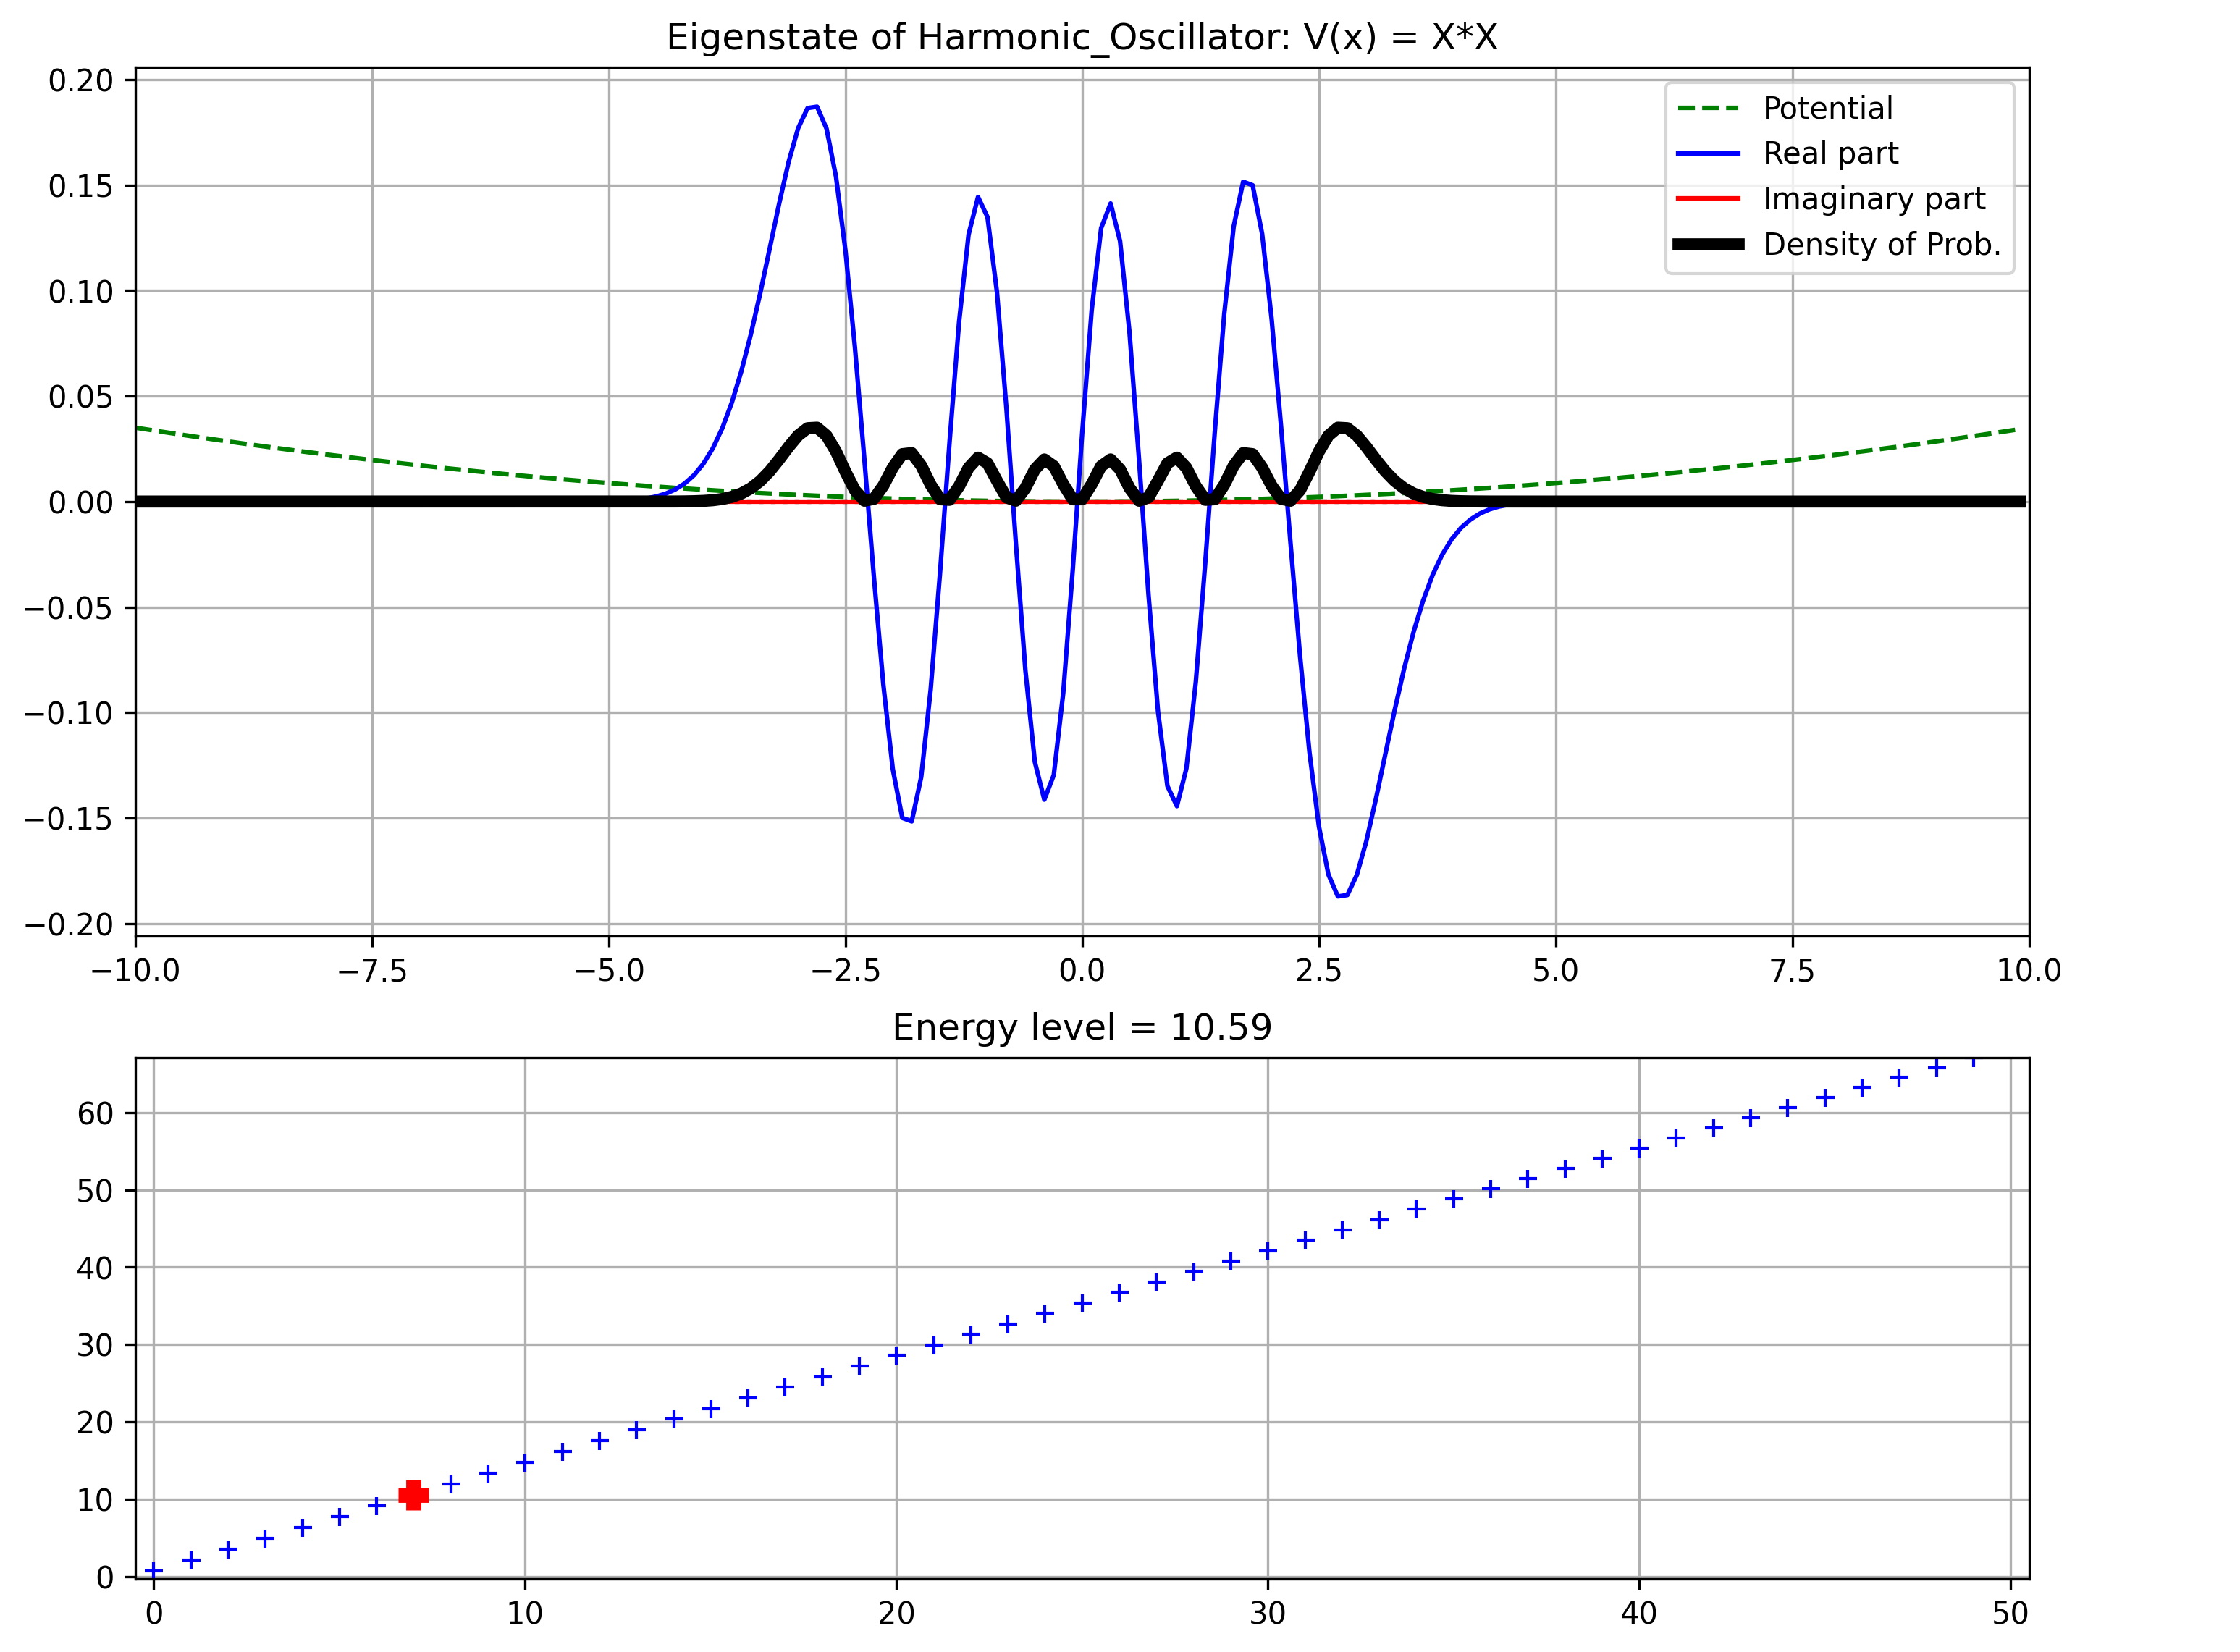 Eigenstate of Harmonic_Oscillator: V(x) = X*X
0.20
0.15
0.10
0.05
0.00
−0.05
−0.10
−0.15
−0.20
Potential
Real part
Imaginary part
Density of Prob.
−10.0 −7.5 −5.0 −2.5 0.0 2.5 5.0 7.5 10.0
Energy level = 10.59
60
50
40
30
20
10
0
0 10 20 30 40 50